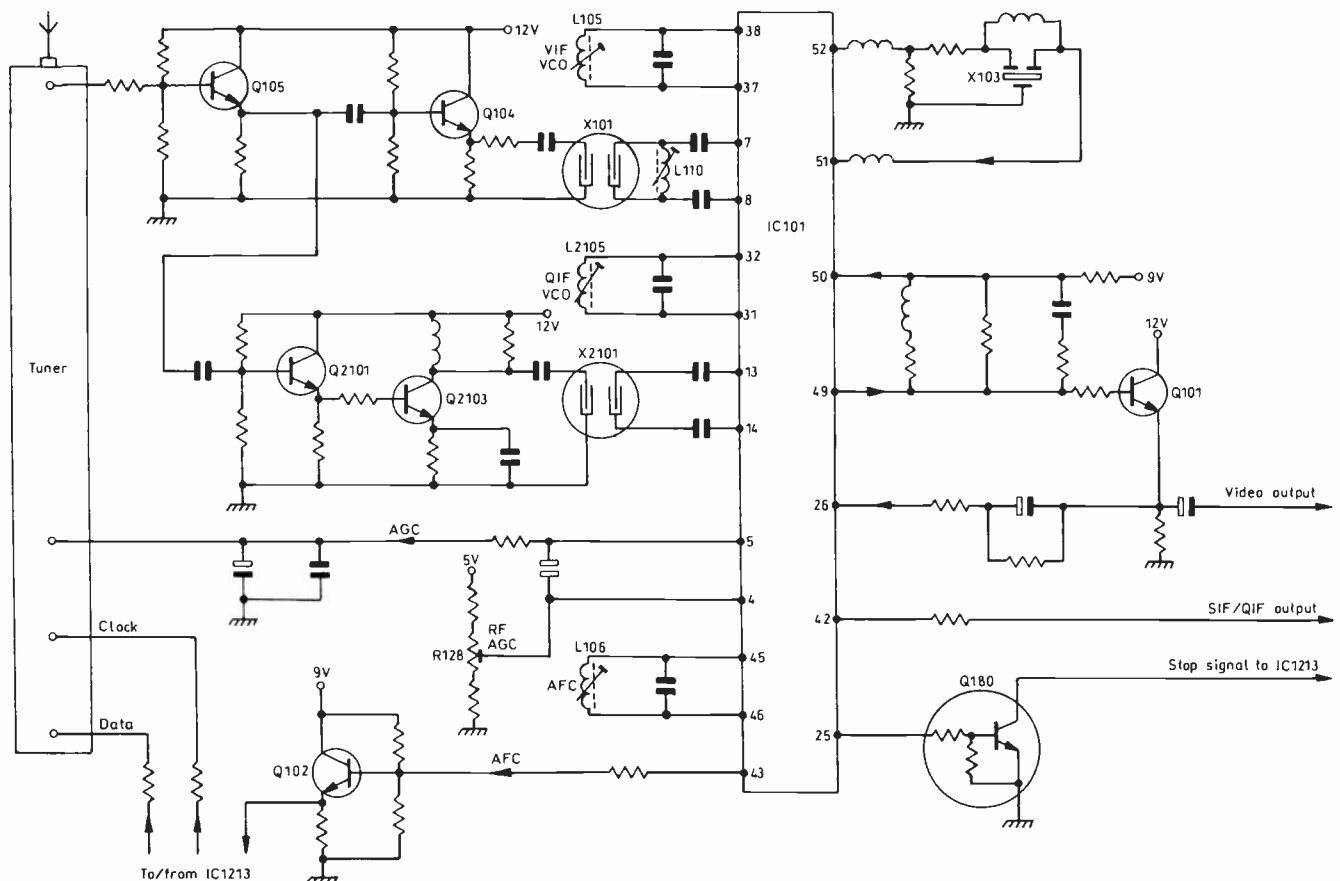 L105
38
VIF
VCO
37
12V
Q105
Q104
X101
7
L110
8
IC101
52
X103
51
L2105
32
QIF
VCO
31
12V
Tuner
Q2101
Q2103
X2101
13
14
50
9V
12V
49
Q101
26
Video output
AGC
5
5V
4
RF
AGC
R128
Clock
42
SIF/QIF output
L106
45
AFC
46
Stop signal to IC1213
Q180
25
9V
Data
Q102
AFC
43
To/from IC1213